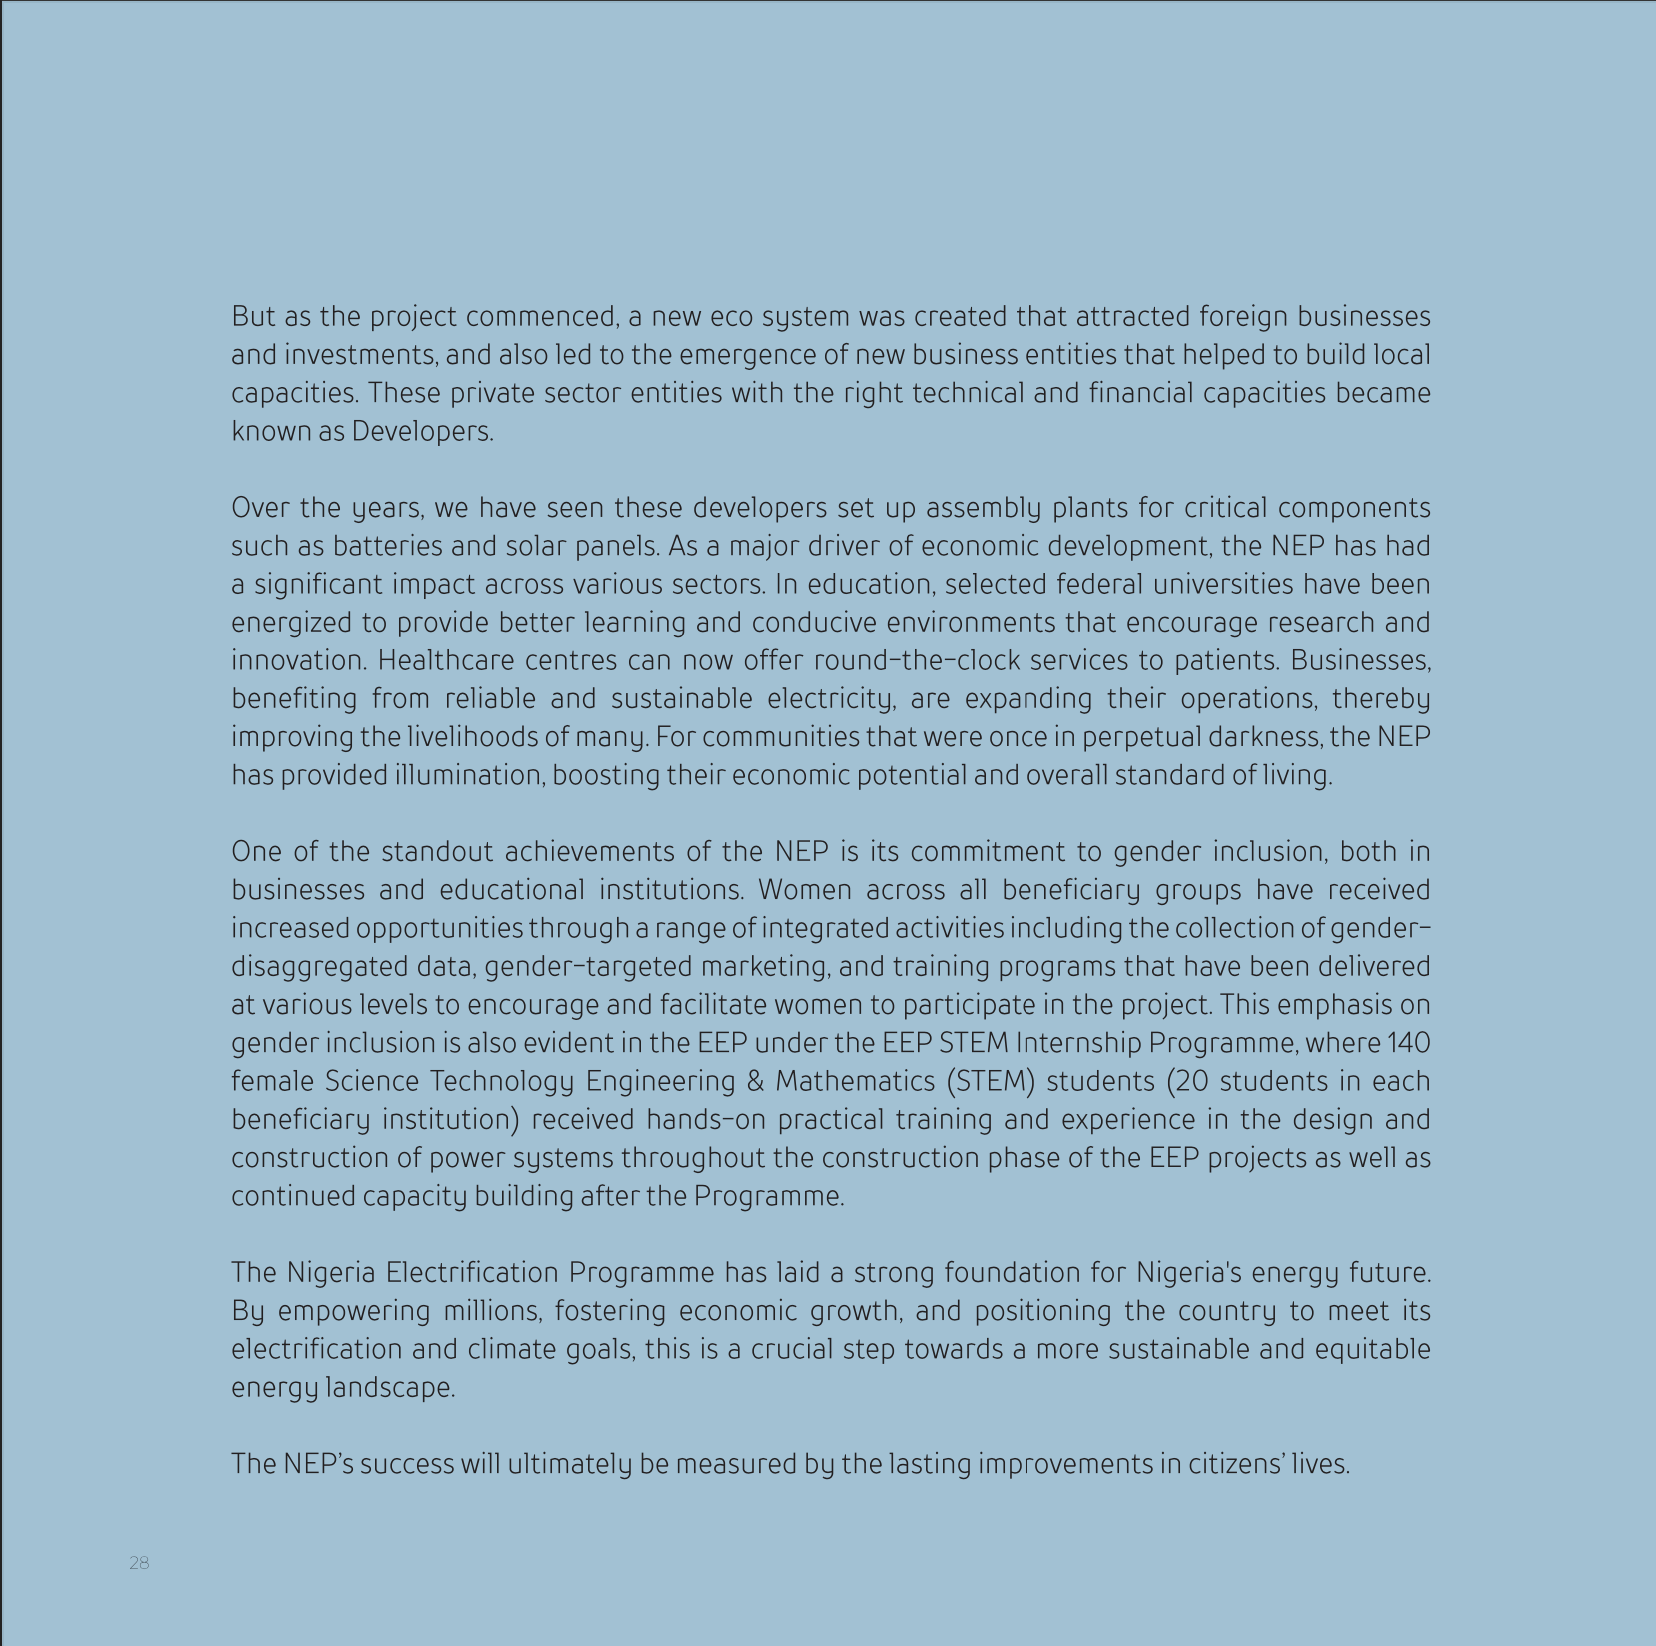 But as the project commenced, a new eco system was created that attracted foreign businesses
and investments, and also led to the emergence of new business entities that helped to build local
capacities. These private sector entities with the right technical and financial capacities became
known as Developers.
Over the years, we have seen these developers set up assembly plants for critical components
such as batteries and solar panels. As a major driver of economic development, the NEP has had
a significant impact across various sectors. In education, selected federal universities have been
energized to provide better learning and conducive environments that encourage research and
innovation. Healthcare centres can now offer round-the-clock services to patients. Businesses,
benefiting from reliable and sustainable electricity, are expanding their operations, thereby
improving the livelihoods of many. For communities that were once in perpetual darkness, the NEP
has provided illumination, boosting their economic potential and overall standard of living.
One of the standout achievements of the NEP is its commitment to gender inclusion, both in
businesses and educational institutions. Women across all beneficiary groups have received
increased opportunities through a range of integrated activities including the collection of gender-
disaggregated data, gender-targeted marketing, and training programs that have been delivered
at various levels to encourage and facilitate women to participate in the project. This emphasis on
gender inclusion is also evident in the EEP under the EEP STEM Internship Programme, where 140
female Science Technology Engineering & Mathematics (STEM) students (20 students in each
beneficiary institution) received hands-on practical training and experience in the design and
construction of power systems throughout the construction phase of the EEP projects as well as
continued capacity building after the Programme.
The Nigeria Electrification Programme has laid a strong foundation for Nigeria's energy future.
By empowering millions, fostering economic growth, and positioning the country to meet its
electrification and climate goals, this is a crucial step towards a more sustainable and equitable
energy landscape.
The NEP’s success will ultimately be measured by the lasting improvements in citizens’ lives.
28